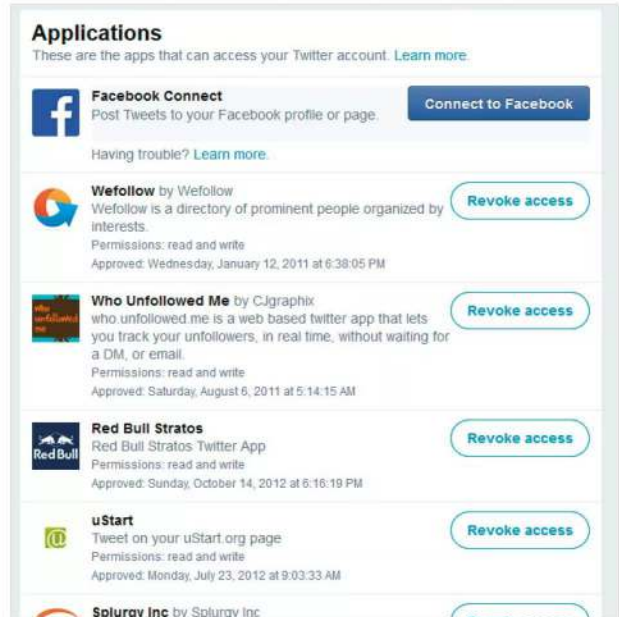 Applications
These are the apps that can access your Twitter account. Learn more.
Facebook Connect
Connect to Facebook
Post Tweets to your Facebook profile or page.
Having trouble? Learn more.
Wefollow by Wefollow
Revoke access
Wefollow is a directory of prominent people organized by
interests.
Permissions: read and write
Approved: Wednesday, January 12, 2011 at 6:38:05 PM
who
unfollowed
me
Who Unfollowed Me by CJgraphix
Revoke access
who.unfollowed.me is a web based twitter app that lets
you track your unfollowers, in real time, without waiting for
a DM, or email.
Permissions: read and write
Approved: Saturday, August 6, 2011 at 5:14:15 AM
Red Bull
Red Bull Stratos
Revoke access
Red Bull Stratos Twitter App
Permissions: read and write
Approved: Sunday, October 14, 2012 at 6:16:19 PM
uStart
Revoke access
Tweet on your uStart.org page
Permissions: read and write
Approved: Monday, July 23, 2012 at 9:03:33 AM
Splurgy Inc by Splurgy Inc